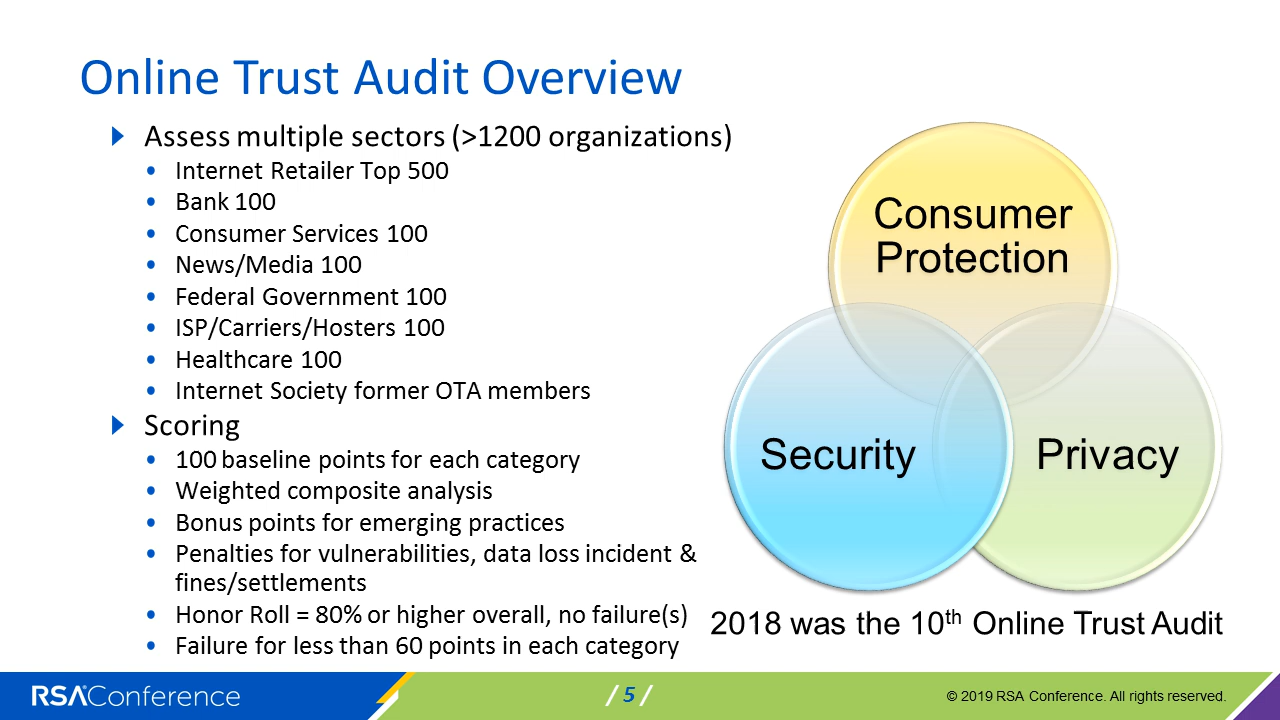 Online Trust Audit Overview
Assess multiple sectors (>1200 organizations)
Internet Retailer Top 500
Bank 100
Consumer Services 100
News/Media 100
Federal Government 100
ISP/Carriers/Hosters 100
Healthcare 100
Internet Society former OTA members
Scoring
100 baseline points for each category
Weighted composite analysis
Bonus points for emerging practices
Penalties for vulnerabilities, data loss incident &
fines/settlements
Honor Roll = 80% or higher overall, no failure(s)
Failure for less than 60 points in each category
Consumer
Protection
Security
Privacy
2018 was the 10th Online Trust Audit
RSAConference
/ 5 /
© 2019 RSA Conference. All rights reserved.